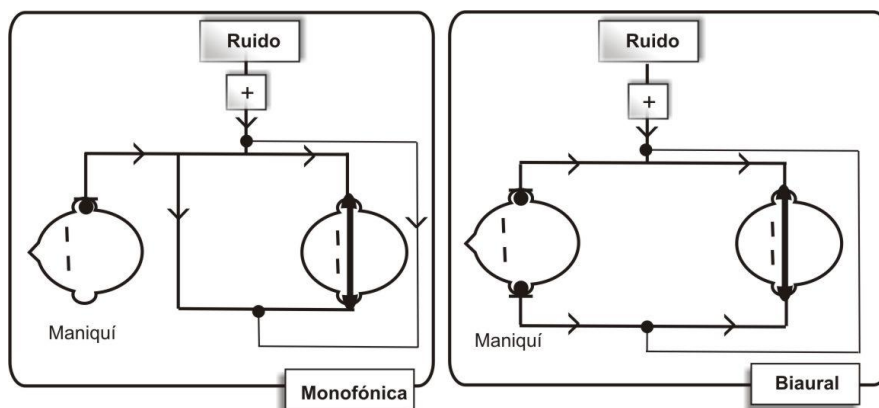 Ruido
+
Maniquí
Monofónica
Ruido
+
Maniquí
Biaural